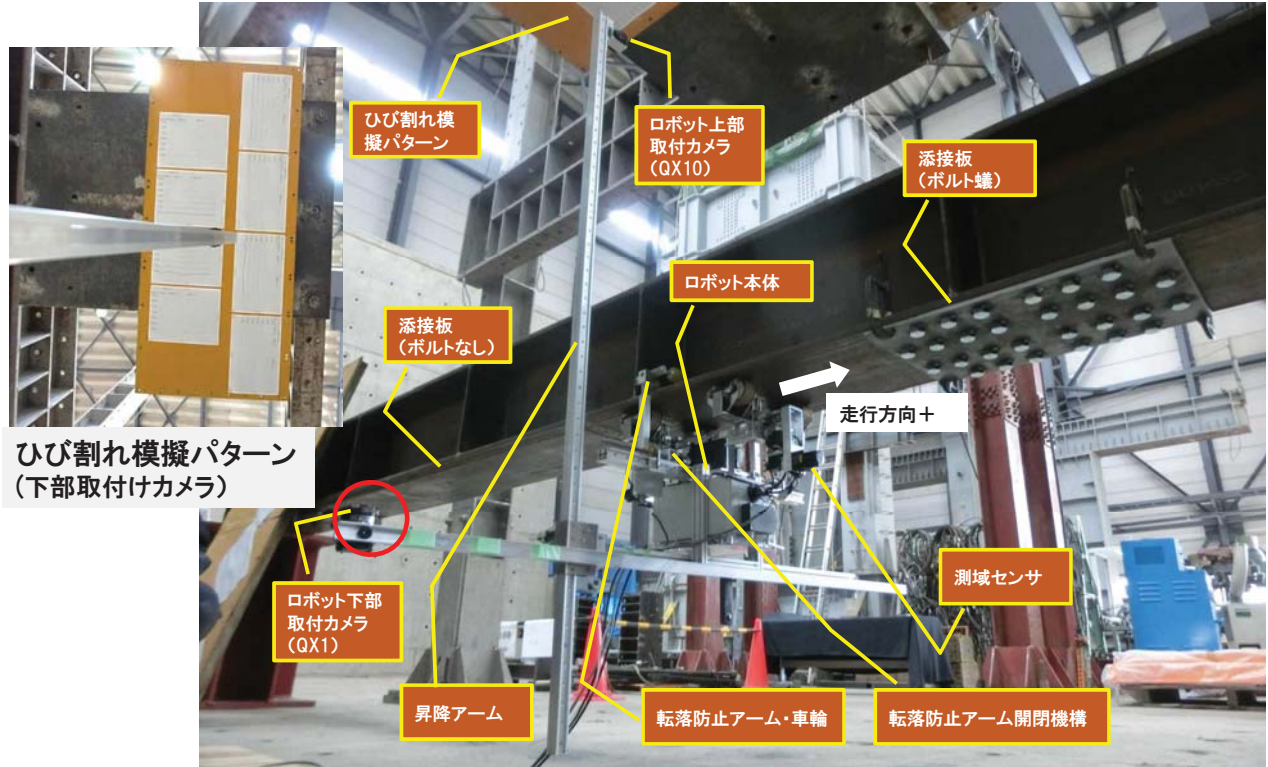 ひび割れ模
擬パターン
ロボット上部
取付カメラ
(QX10)
添接板
(ボルト蟻)
ロボット本体
添接板
(ボルトなし)
走行方向＋
ひび割れ模擬パターン
(下部取付けカメラ)
測域センサ
ロボット下部
取付カメラ
(QX1)
昇降アーム
転落防止アーム・車輪
転落防止アーム開閉機構